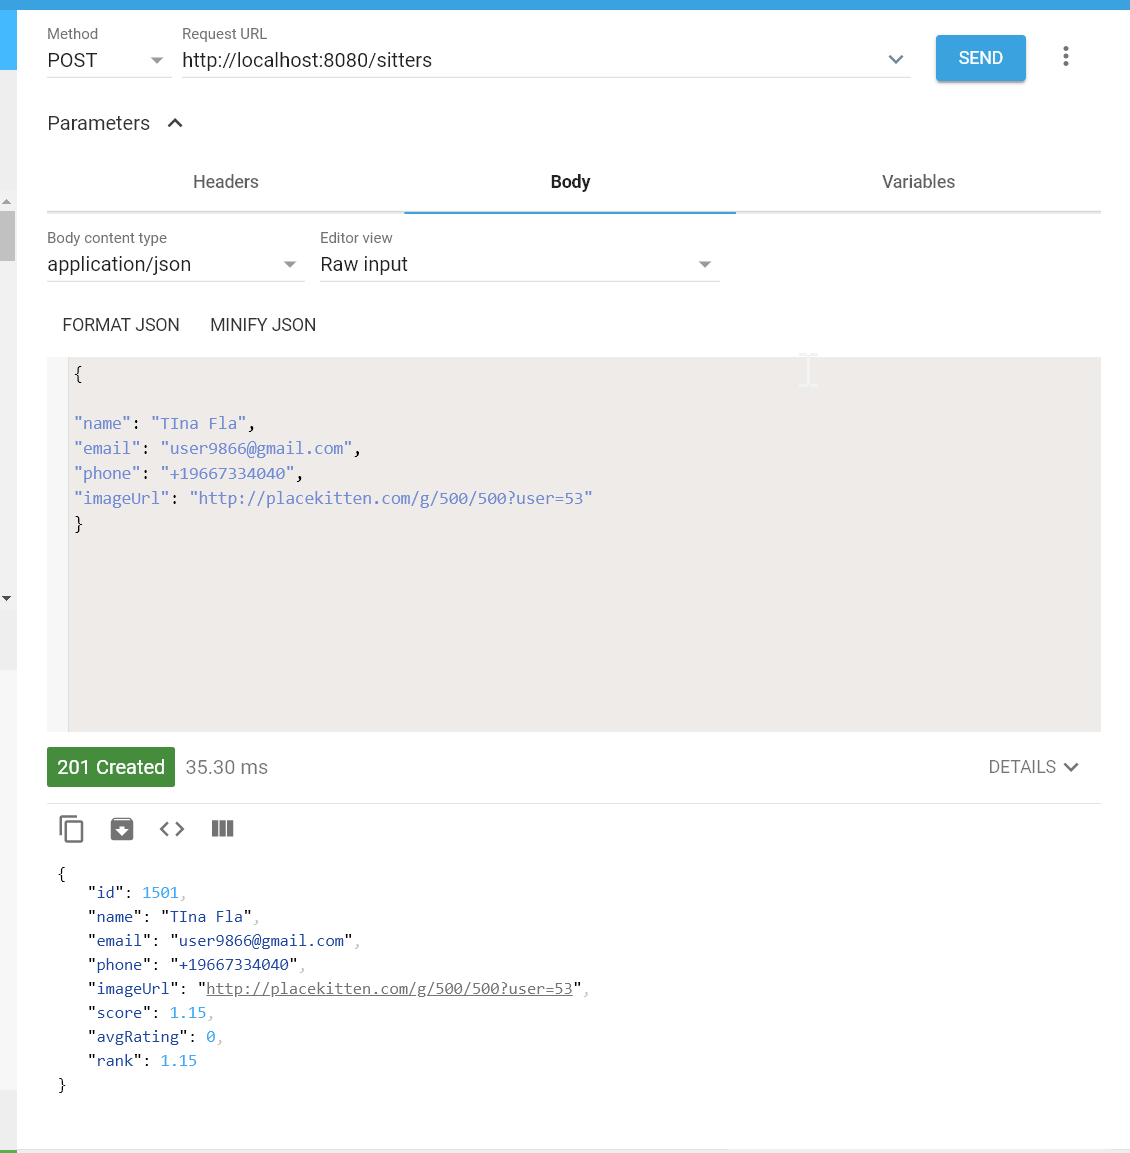 Method
Request URL
POST
http://localhost:8080/sitters
SEND
Parameters
Headers
Body
Variables
Body content type
Editor view
application/json
Raw input
FORMAT JSON
MINIFY JSON
{
"name": "TIna Fla",
"email": "user9866@gmail.com",
"phone": "+19667334040",
"imageUrl": "http://placekitten.com/g/500/500?user=53"
}
201 Created
35.30 ms
DETAILS
{
"id": 1501,
"name": "TIna Fla",
"email": "user9866@gmail.com",
"phone": "+19667334040",
"imageUrl": "http://placekitten.com/g/500/500?user=53",
"score": 1.15,
"avgRating": 0,
"rank": 1.15
}